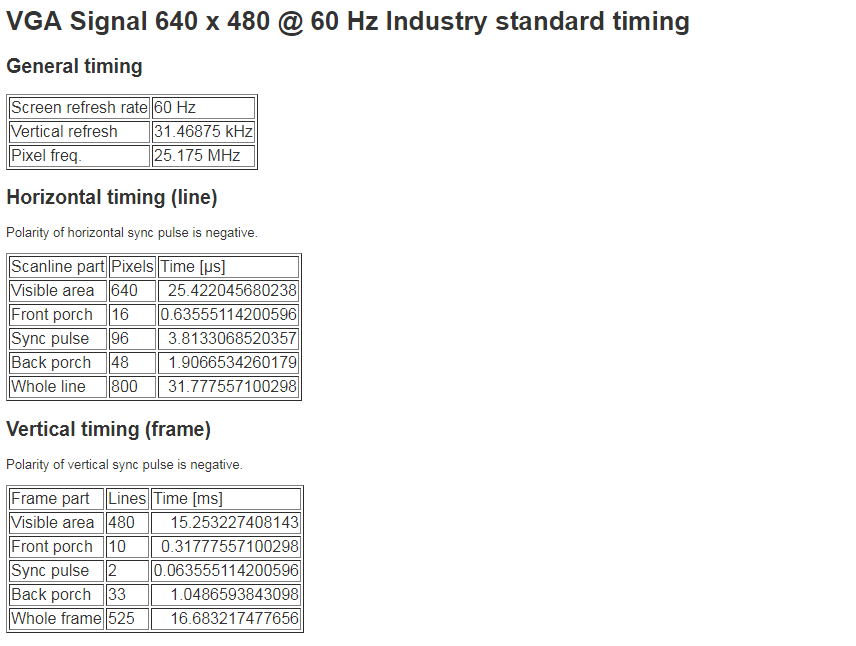 VGA Signal 640 x 480 @ 60 Hz Industry standard timing
General timing
Screen refresh rate 60 Hz
Vertical refresh 31.46875 kHz
Pixel freq. 25.175 MHz
Horizontal timing (line)
Polarity of horizontal sync pulse is negative.
Scanline part Pixels Time [µs]
Visible area 640 25.422045680238
Front porch 16 0.63555114200596
Sync pulse 96 3.8133068520357
Back porch 48 1.9066534260179
Whole line 800 31.777557100298
Vertical timing (frame)
Polarity of vertical sync pulse is negative.
Frame part Lines Time [ms]
Visible area 480 15.253227408143
Front porch 10 0.31777557100298
Sync pulse 2 0.063555114200596
Back porch 33 1.0486593843098
Whole frame 525 16.683217477656